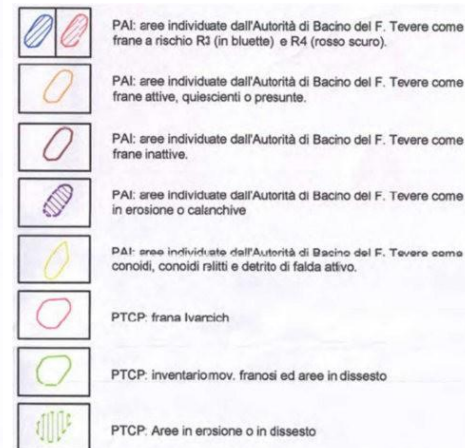 PAI: aree individuate dall'Autorità di Bacino del F. Tevere come
frane a rischio R3 (in bluette) e R4 (rosso scuro).
PAI: aree individuate dall'Autorità di Bacino del F. Tevere come
frane attive, quiescienti o presunte.
PAI: aree individuate dall'Autorità di Bacino del F. Tevere come
frane inattive.
PAI: aree individuate dall'Autorità di Bacino del F. Tevere come
in erosione o calanchive
PAI: aree individuate dall'Autorità di Bacino del F. Tevere come
conoidi, conoidi relitti e detrito di falda attivo.
PTCP: frana Ivarcich
PTCP: inventario mov. franosi ed aree in dissesto
PTCP: Aree in erosione o in dissesto